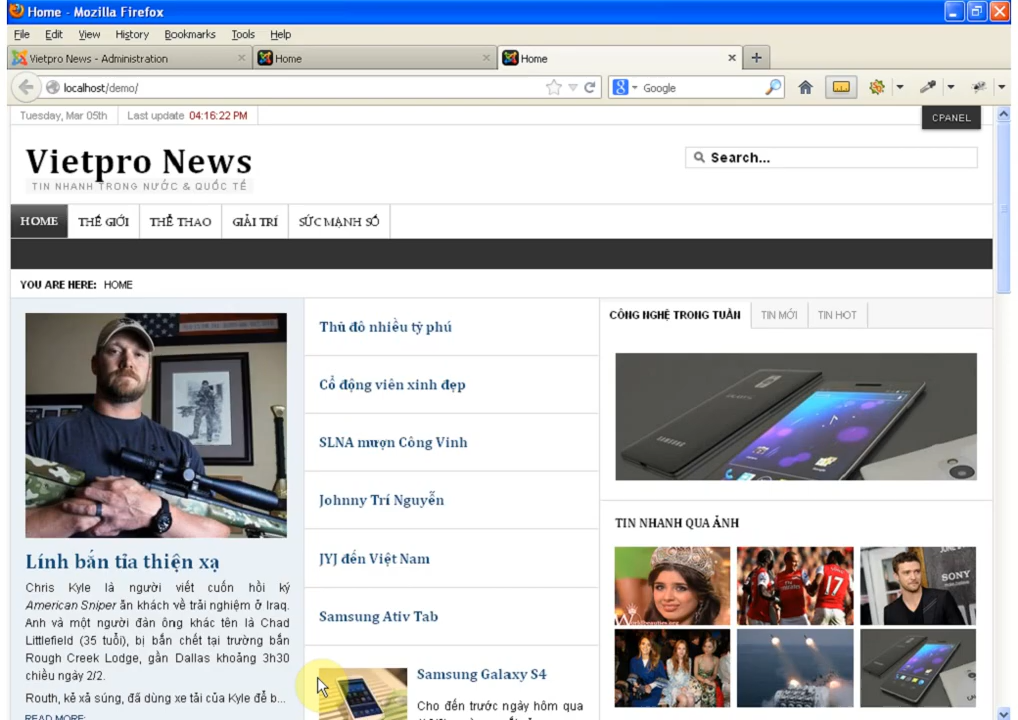 Home - Mozilla Firefox
File Edit View History Bookmarks Tools Help
Vietpro News - Administration
Home
Home
localhost/demo/
Google
Tuesday, Mar 05th
Last update 04:16:22 PM
CPANEL
Vietpro News
TIN NHANH TRONG NƯỚC & QUỐC TẾ
Search...
HOME THẾ GIỚI THỂ THAO GIẢI TRÍ SỨC MẠNH SỐ
YOU ARE HERE: HOME
Lính bắn tỉa thiện xạ
Chris Kyle là người viết cuốn hồi ký
American Sniper ăn khách về trải nghiệm ở Iraq.
Anh và một người đàn ông khác tên là Chad
Littlefield (35 tuổi), bị bắn chết tại trường bắn
Rough Creek Lodge, gần Dallas khoảng 3h30
chiều ngày 2/2.
Routh, kẻ xả súng, đã dùng xe tải của Kyle để b...
READ MORE:
Thủ đô nhiều tỷ phú
Cổ động viên xinh đẹp
SLNA mượn Công Vinh
Johnny Trí Nguyễn
JYJ đến Việt Nam
Samsung Ativ Tab
Samsung Galaxy S4
Cho đến trước ngày hôm qua
CÔNG NGHỆ TRONG TUẦN TIN MỚI TIN HOT
SAMSUNG
TIN NHANH QUA ẢNH
17
SONY